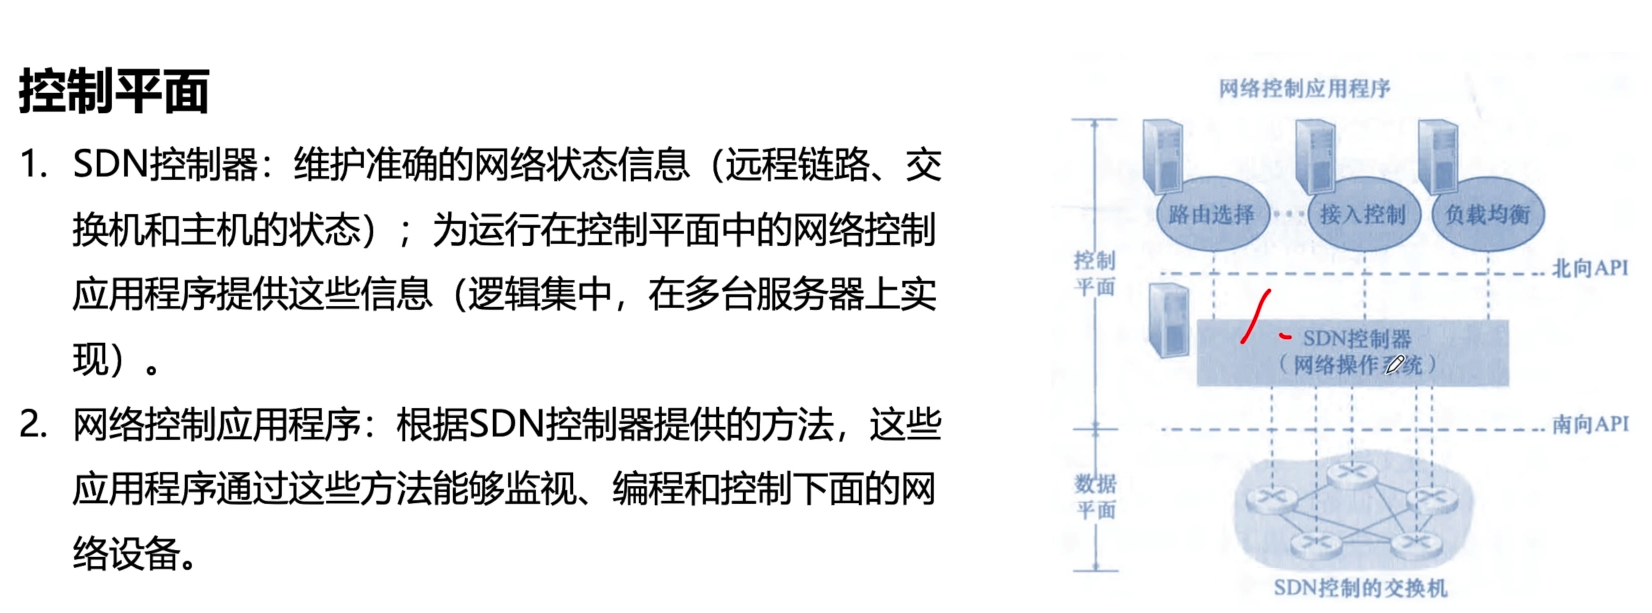 控制平面
1. SDN控制器：维护准确的网络状态信息（远程链路、交
换机和主机的状态）；为运行在控制平面中的网络控制
应用程序提供这些信息（逻辑集中，在多台服务器上实
现）。
2. 网络控制应用程序：根据SDN控制器提供的方法，这些
应用程序通过这些方法能够监视、编程和控制下面的网
络设备。
网络控制应用程序
路由选择 接入控制 负载均衡
控制
平面
北向API
SDN控制器
（网络操作系统）
南向API
数据
平面
SDN控制的交换机